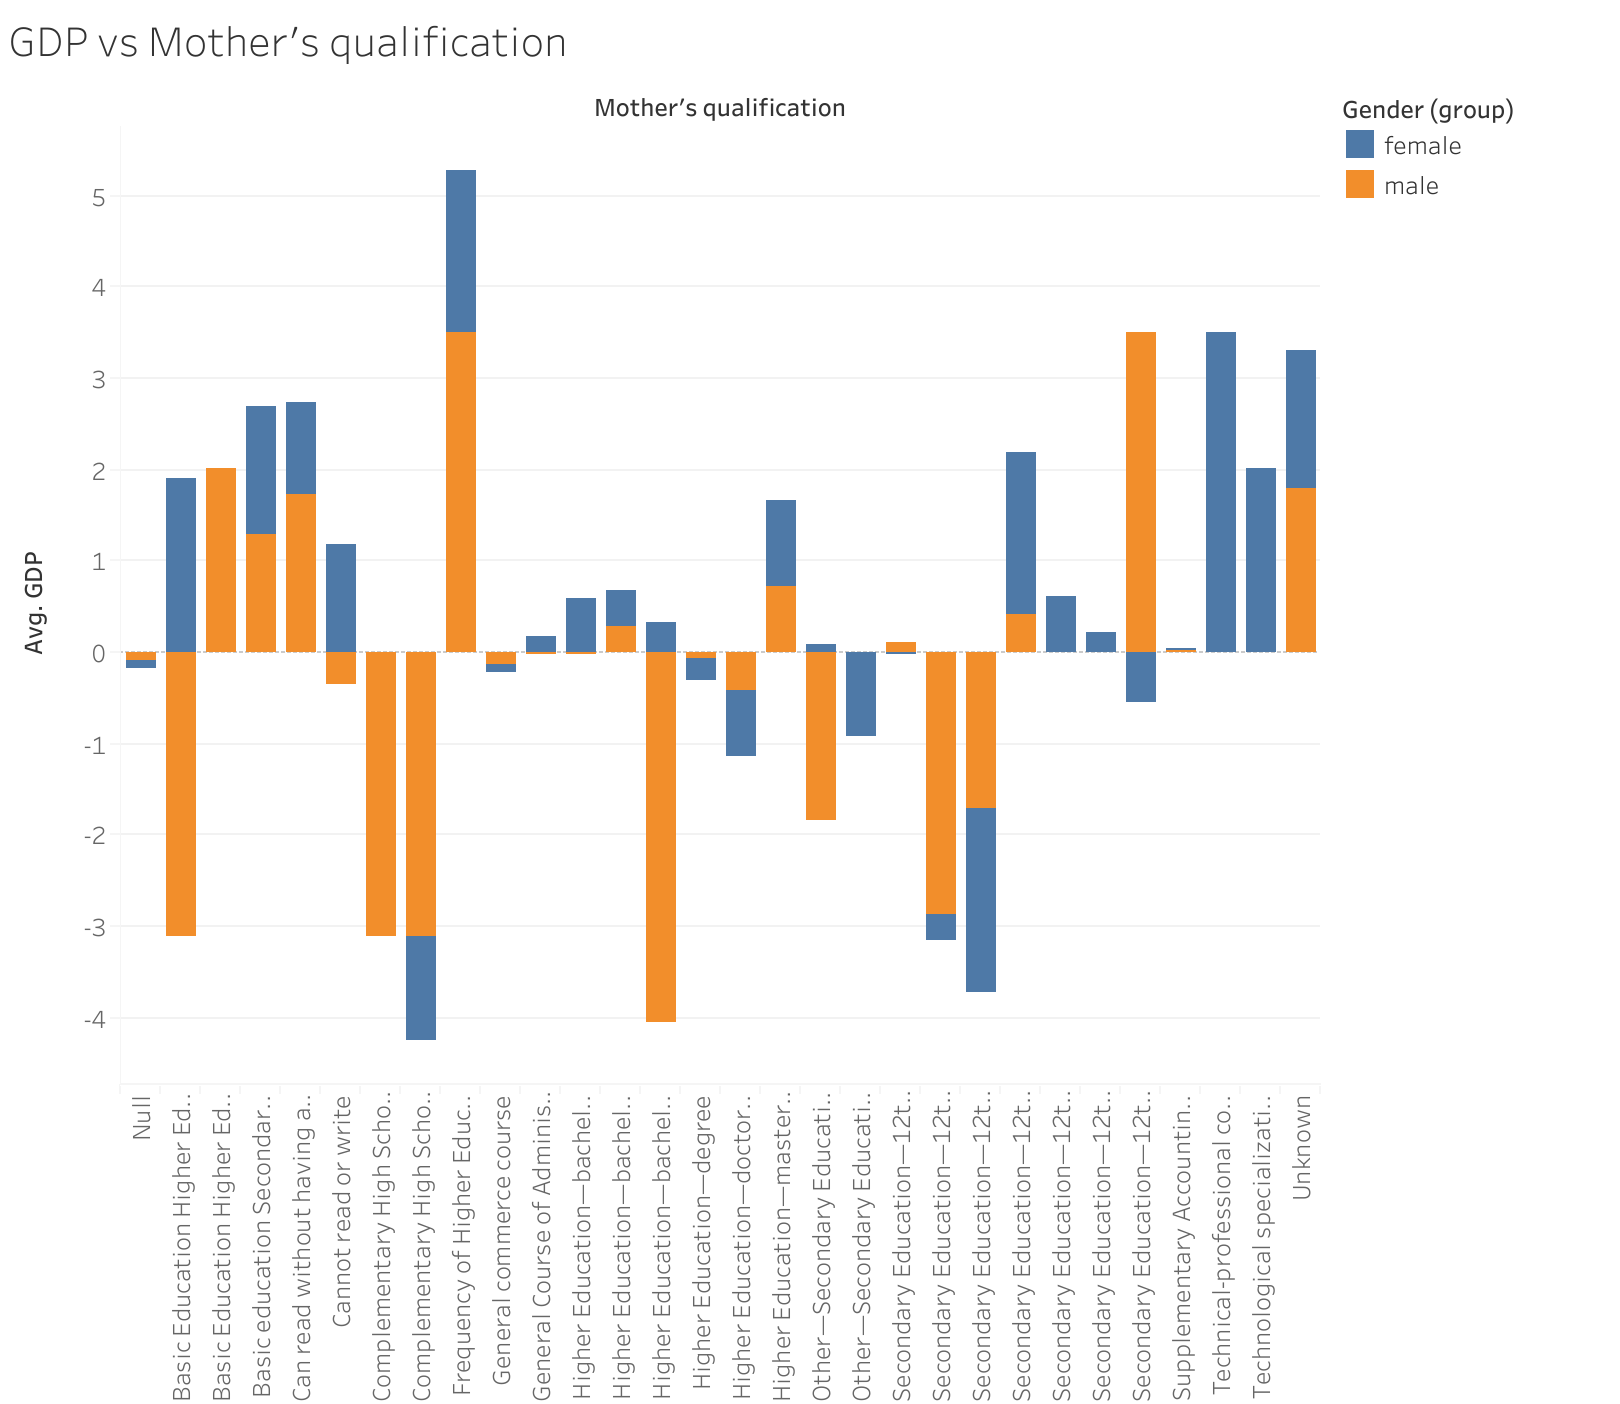 GDP vs Mother's qualification
Mother's qualification
Gender (group)
female
male
Avg. GDP
5
4
3
2
1
0
-1
-2
-3
-4
Null
Basic Education Higher Ed..
Basic Education Higher Ed..
Basic education Secondar..
Can read without having a..
Cannot read or write
Complementary High Scho..
Complementary High Scho..
Frequency of Higher Educ..
General commerce course
General Course of Adminis..
Higher Education—bachel..
Higher Education—bachel..
Higher Education—bachel..
Higher Education—degree
Higher Education—doctor..
Higher Education—master..
Other—Secondary Educati..
Other—Secondary Educati..
Secondary Education—12t..
Secondary Education—12t..
Secondary Education—12t..
Secondary Education—12t..
Secondary Education—12t..
Secondary Education—12t..
Secondary Education—12t..
Supplementary Accountin..
Technical-professional co..
Technological specializati..
Unknown